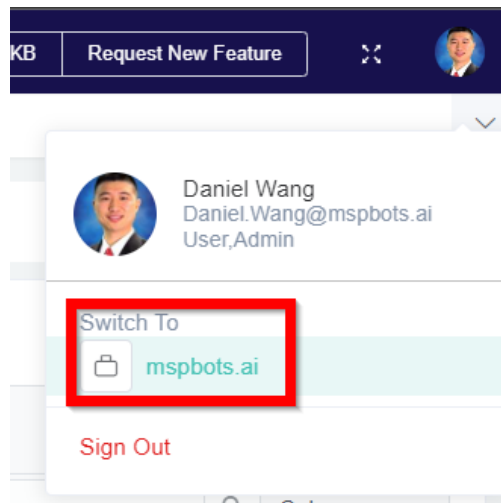 KB
Request New Feature
Daniel Wang
Daniel.Wang@mspbots.ai
User,Admin
Switch To
mspbots.ai
Sign Out